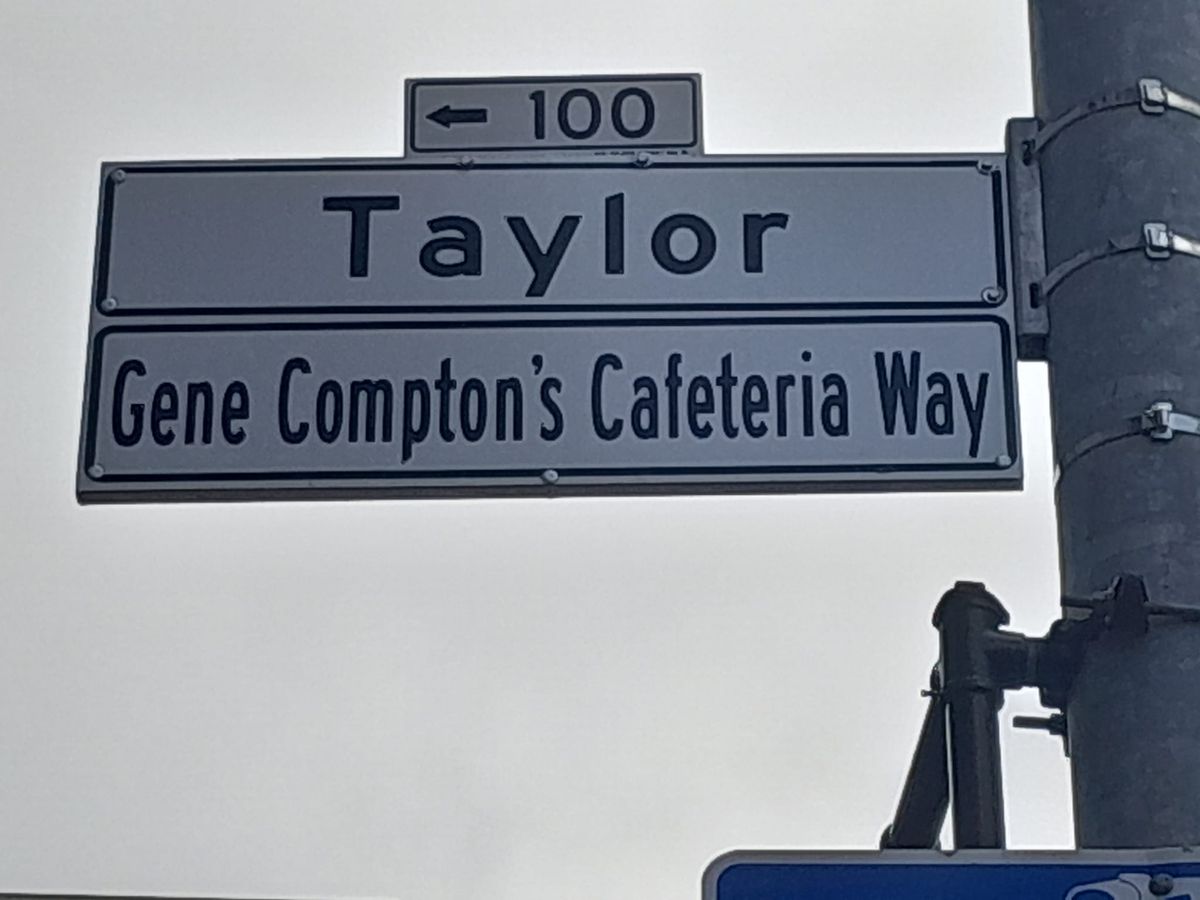 ← 100
Taylor
Gene Compton's Cafeteria Way